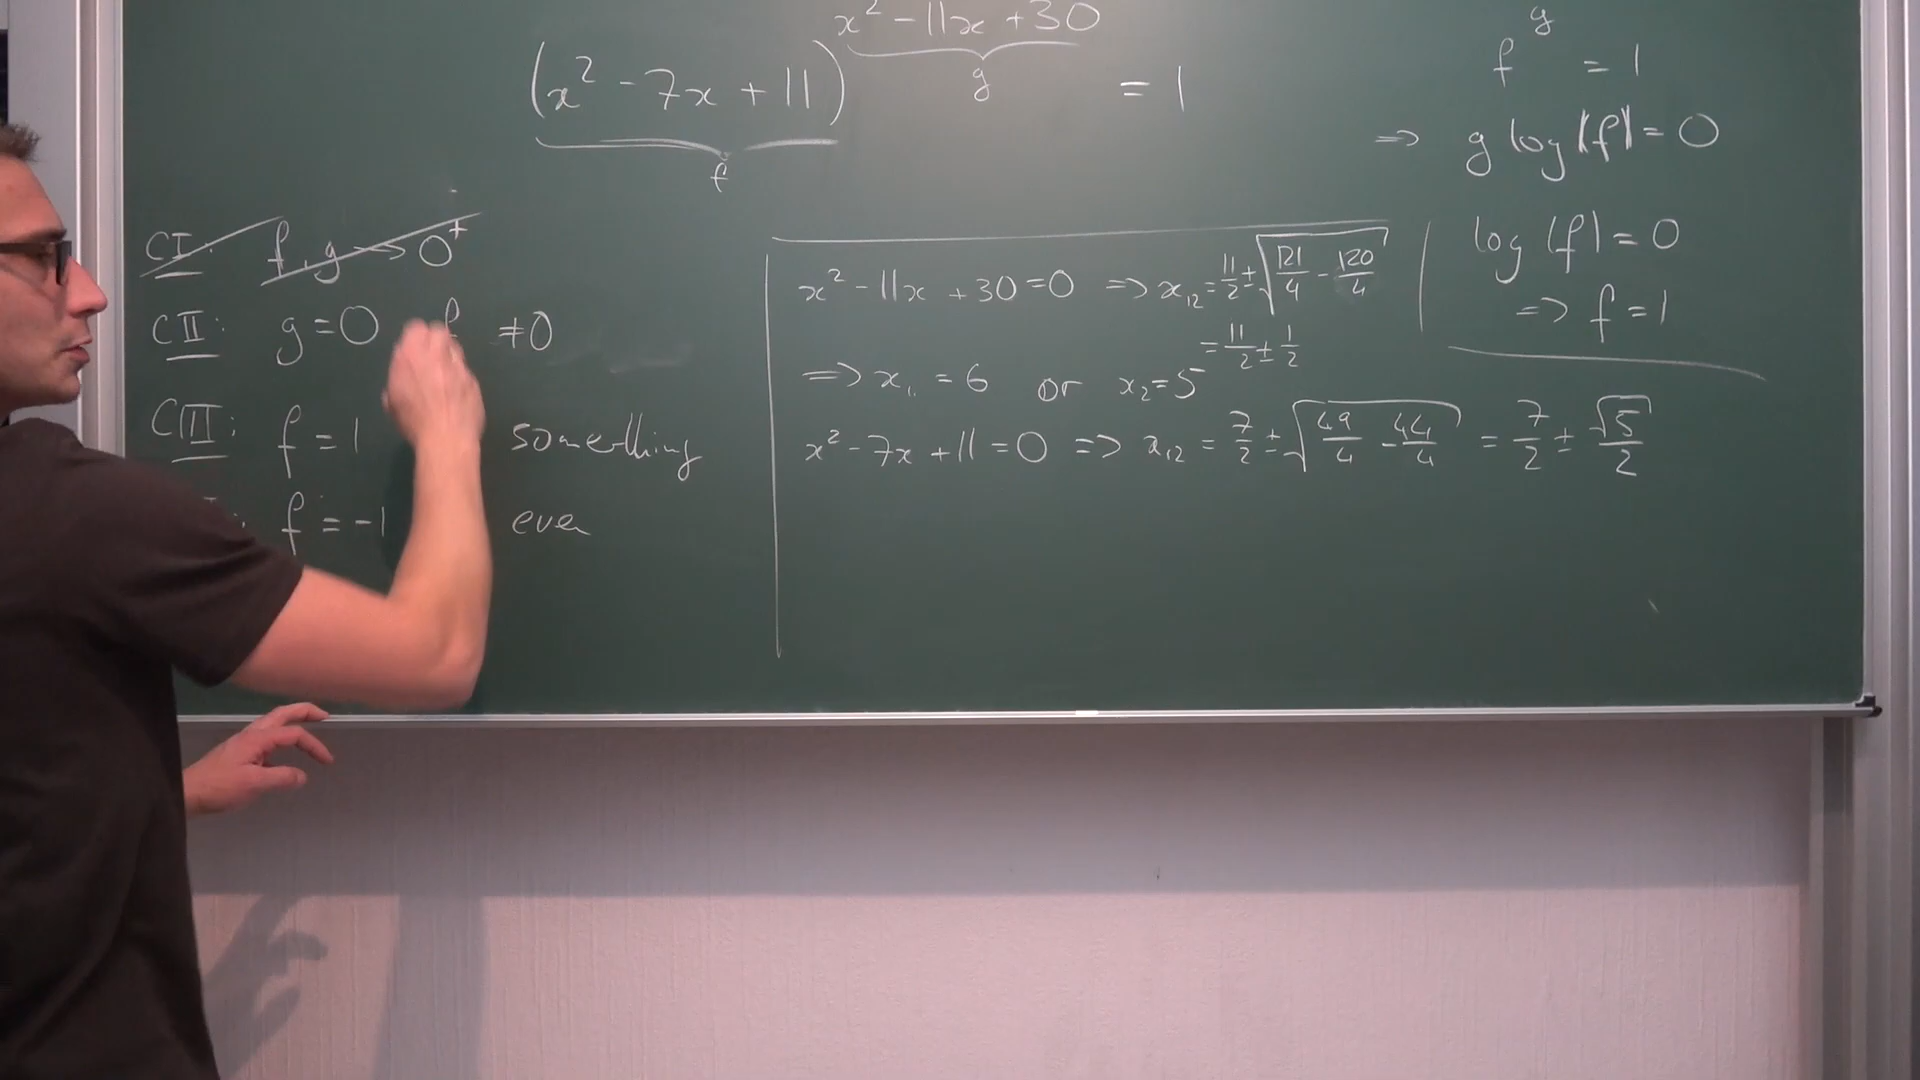 (x² - 7x + 11)^(x² - 11x + 30) = 1
f
g
f^g = 1
=> g log |f| = 0
log |f| = 0
=> f = 1
CI: f, g → 0⁺
CII: g = 0 f ≠ 0
CIII: f = 1 something
f = -1 even
x² - 11x + 30 = 0 => x₁₂ = 11/2 ± √(121/4 - 120/4)
= 11/2 ± 1/2
=> x₁ = 6 or x₂ = 5
x² - 7x + 11 = 0 => x₁₂ = 7/2 ± √(49/4 - 44/4) = 7/2 ± √5/2